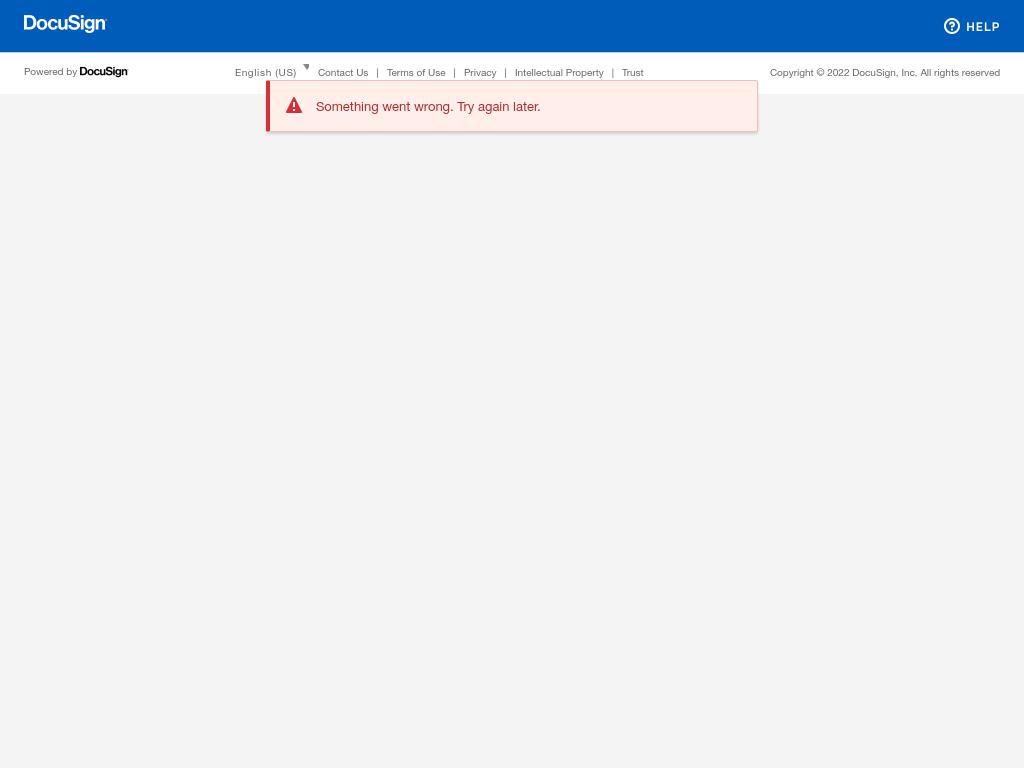 DocuSign
HELP
Powered by DocuSign
English (US) Contact Us | Terms of Use | Privacy | Intellectual Property | Trust
Copyright © 2022 DocuSign, Inc. All rights reserved
Something went wrong. Try again later.